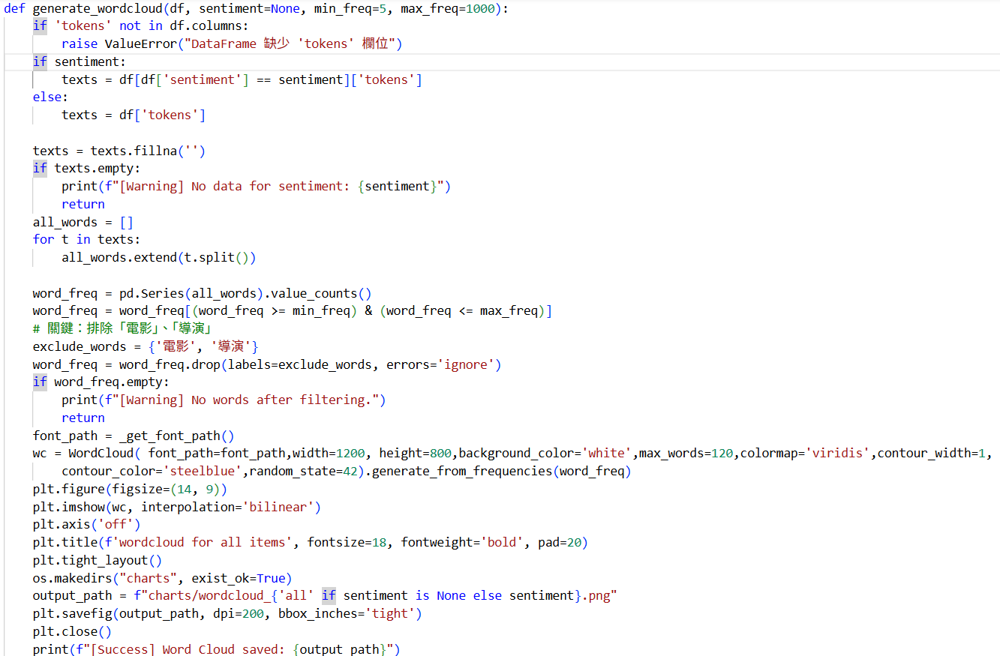 def generate_wordcloud(df, sentiment=None, min_freq=5, max_freq=1000):
    if 'tokens' not in df.columns:
        raise ValueError("DataFrame 缺少 'tokens' 欄位")
    if sentiment:
        texts = df[df['sentiment'] == sentiment]['tokens']
    else:
        texts = df['tokens']

    texts = texts.fillna('')
    if texts.empty:
        print(f"[Warning] No data for sentiment: {sentiment}")
        return
    all_words = []
    for t in texts:
        all_words.extend(t.split())

    word_freq = pd.Series(all_words).value_counts()
    word_freq = word_freq[(word_freq >= min_freq) & (word_freq <= max_freq)]
    # 關鍵：排除「電影」、「導演」
    exclude_words = {'電影', '導演'}
    word_freq = word_freq.drop(labels=exclude_words, errors='ignore')
    if word_freq.empty:
        print(f"[Warning] No words after filtering.")
        return
    font_path = _get_font_path()
    wc = WordCloud( font_path=font_path,width=1200, height=800,background_color='white',max_words=120,colormap='viridis',contour_width=1,
        contour_color='steelblue',random_state=42).generate_from_frequencies(word_freq)
    plt.figure(figsize=(14, 9))
    plt.imshow(wc, interpolation='bilinear')
    plt.axis('off')
    plt.title(f'wordcloud for all items', fontsize=18, fontweight='bold', pad=20)
    plt.tight_layout()
    os.makedirs("charts", exist_ok=True)
    output_path = f"charts/wordcloud_{'all' if sentiment is None else sentiment}.png"
    plt.savefig(output_path, dpi=200, bbox_inches='tight')
    plt.close()
    print(f"[Success] Word Cloud saved: {output_path}")